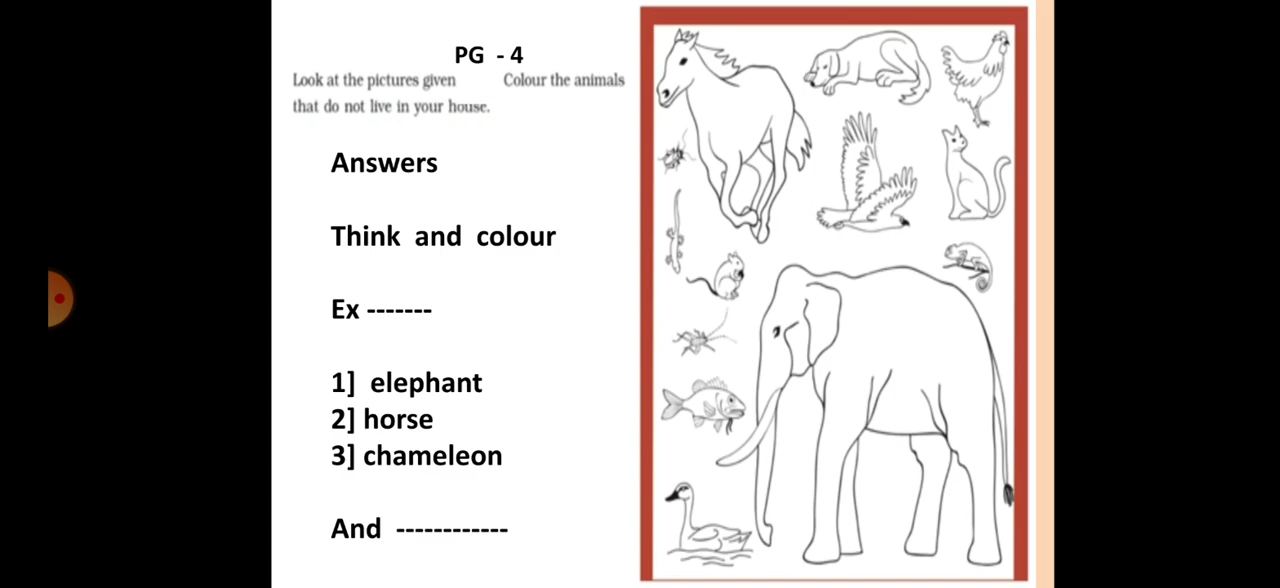 PG - 4
Look at the pictures given Colour the animals
that do not live in your house.
Answers
Think and colour
Ex -------
1] elephant
2] horse
3] chameleon
And ------------